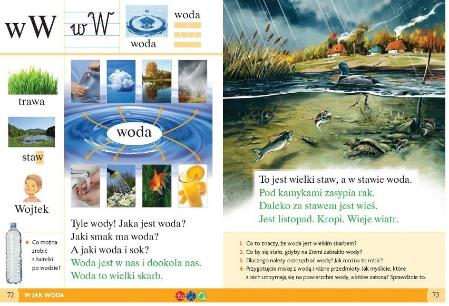 w W
w W
woda
woda
trawa
staw
Wojtek
woda
Co można
zrobić
z butelki
po wodzie?
Tyle wody! Jaka jest woda?
Jaki smak ma woda?
A jaki woda i sok?
Woda jest w nas i dookoła nas.
Woda to wielki skarb.
72 W JAK WODA
To jest wielki staw, a w stawie woda.
Pod kamykami zasypia rak.
Daleko za stawem jest wieś.
Jest listopad. Kropi. Wieje wiatr.
1. Co to znaczy, że woda jest wielkim skarbem?
2. Co by się stało, gdyby na Ziemi zabrakło wody?
3. Dlaczego należy oszczędzać wodę? Jak można to robić?
4. Przygotujcie miskę z wodą i różne przedmioty. Jak myślicie, które
z nich utrzymają się na powierzchni wody, a które zatoną? Sprawdźcie to.
73